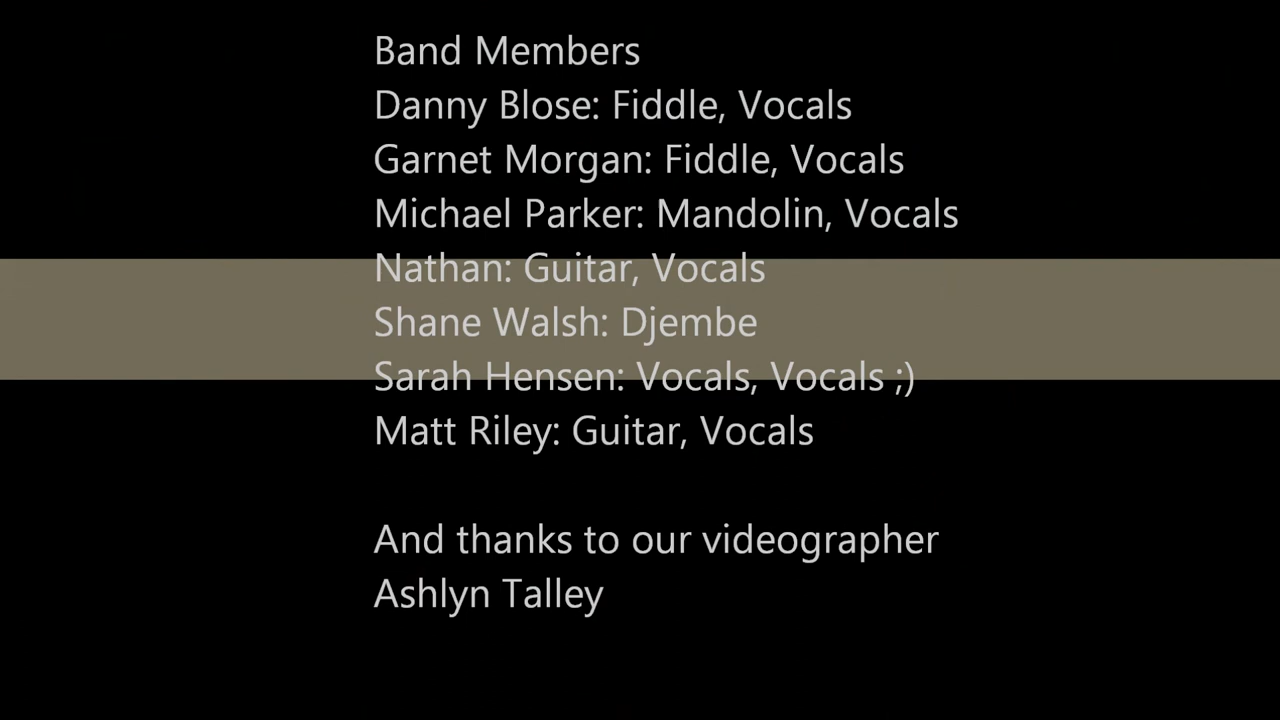 Band Members
Danny Blose: Fiddle, Vocals
Garnet Morgan: Fiddle, Vocals
Michael Parker: Mandolin, Vocals
Nathan: Guitar, Vocals
Shane Walsh: Djembe
Sarah Hensen: Vocals, Vocals ;)
Matt Riley: Guitar, Vocals
And thanks to our videographer
Ashlyn Talley